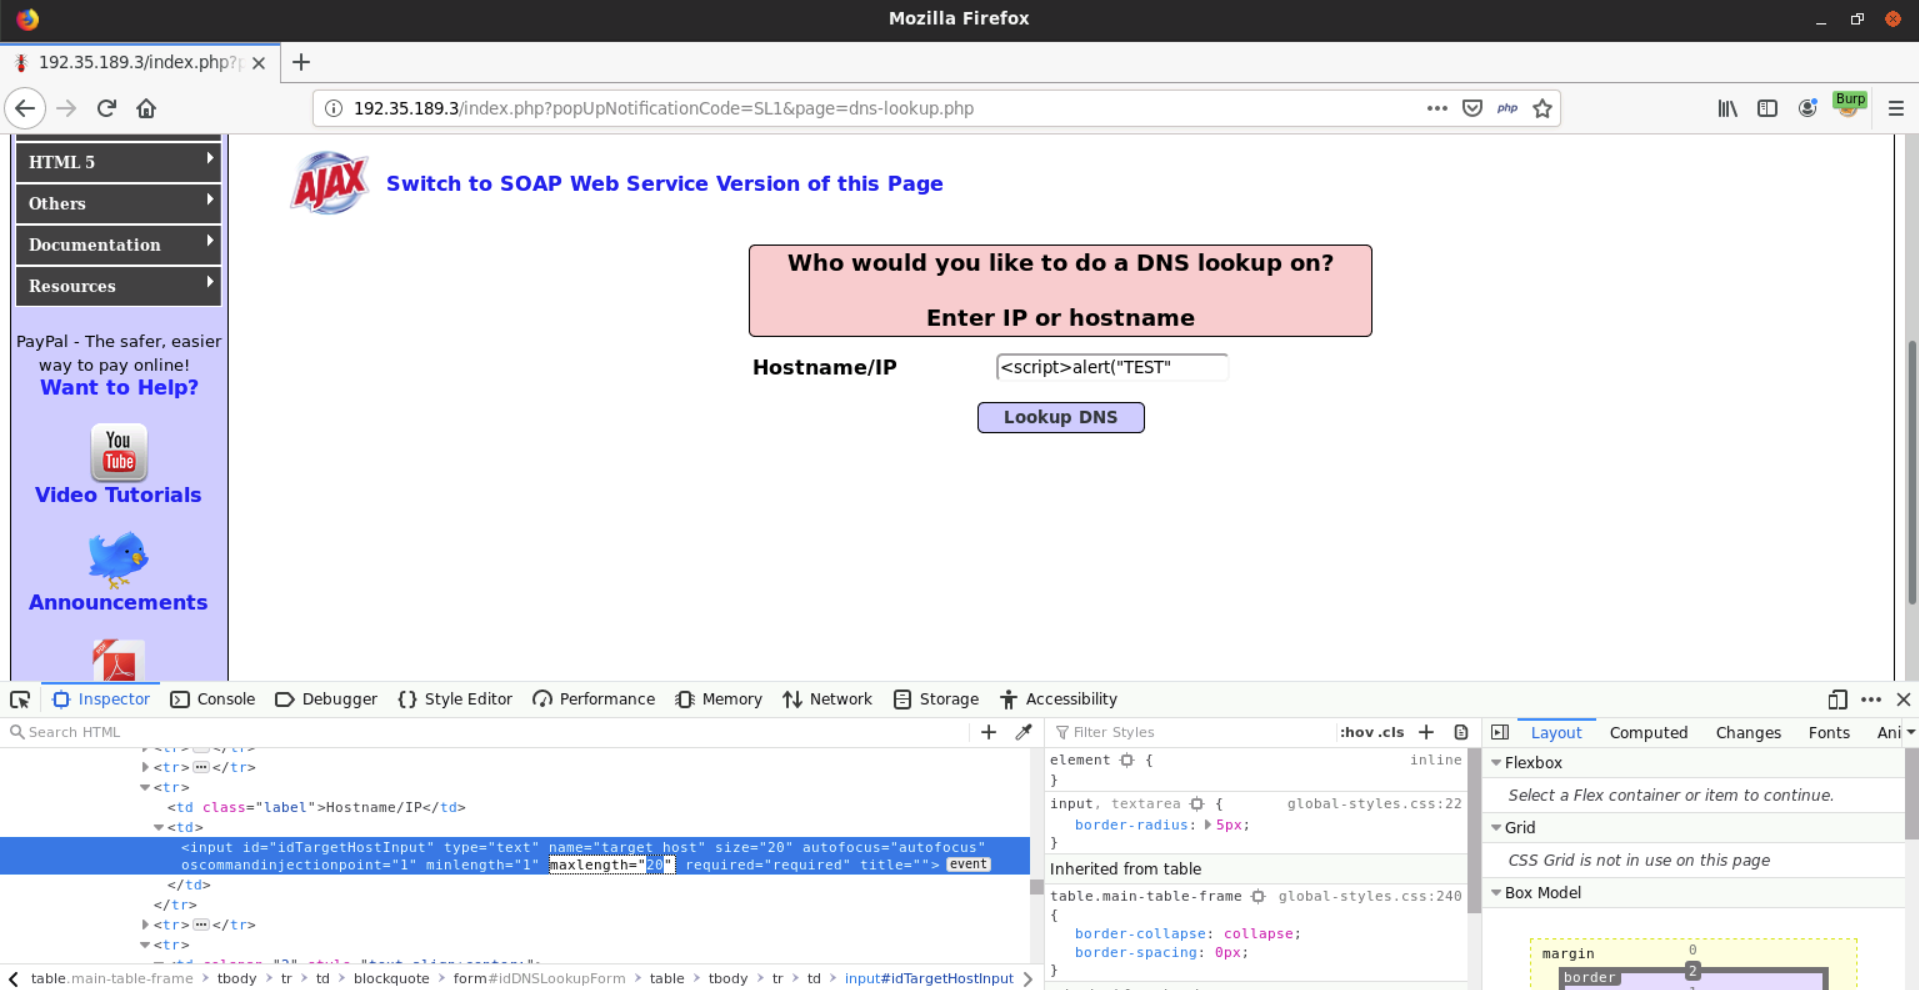 Mozilla Firefox
192.35.189.3/index.php?p
192.35.189.3/index.php?popUpNotificationCode=SL1&page=dns-lookup.php
php
Burp
HTML 5
Others
Documentation
Resources
PayPal - The safer, easier
way to pay online!
Want to Help?
You
Tube
Video Tutorials
Announcements
PDF
AJAX
Switch to SOAP Web Service Version of this Page
Who would you like to do a DNS lookup on?
Enter IP or hostname
Hostname/IP
<script>alert("TEST"
Lookup DNS
Inspector
Console
Debugger
Style Editor
Performance
Memory
Network
Storage
Accessibility
Search HTML
<tr> </tr>
<tr>
<td class="label">Hostname/IP</td>
<td>
<input id="idTargetHostInput" type="text" name="target_host" size="20" autofocus="autofocus"
oscommandinjectionpoint="1" minlength="1" maxlength="20" required="required" title=""> event
</td>
</tr>
<tr> </tr>
<tr>
<td colspan="2" style="text-align:center;">
table.main-table-frame > tbody > tr > td > blockquote > form#idDNSLookupForm > table > tbody > tr > td > input#idTargetHostInput
Filter Styles
:hov .cls
element { inline
}
input, textarea { global-styles.css:22
border-radius: 5px;
}
Inherited from table
table.main-table-frame global-styles.css:240
{
border-collapse: collapse;
border-spacing: 0px;
}
Layout
Computed
Changes
Fonts
Ani
Flexbox
Select a Flex container or item to continue.
Grid
CSS Grid is not in use on this page
Box Model
margin
0
border
2